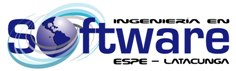 INGENIERIA EN
Software
ESPE - LATACUNGA